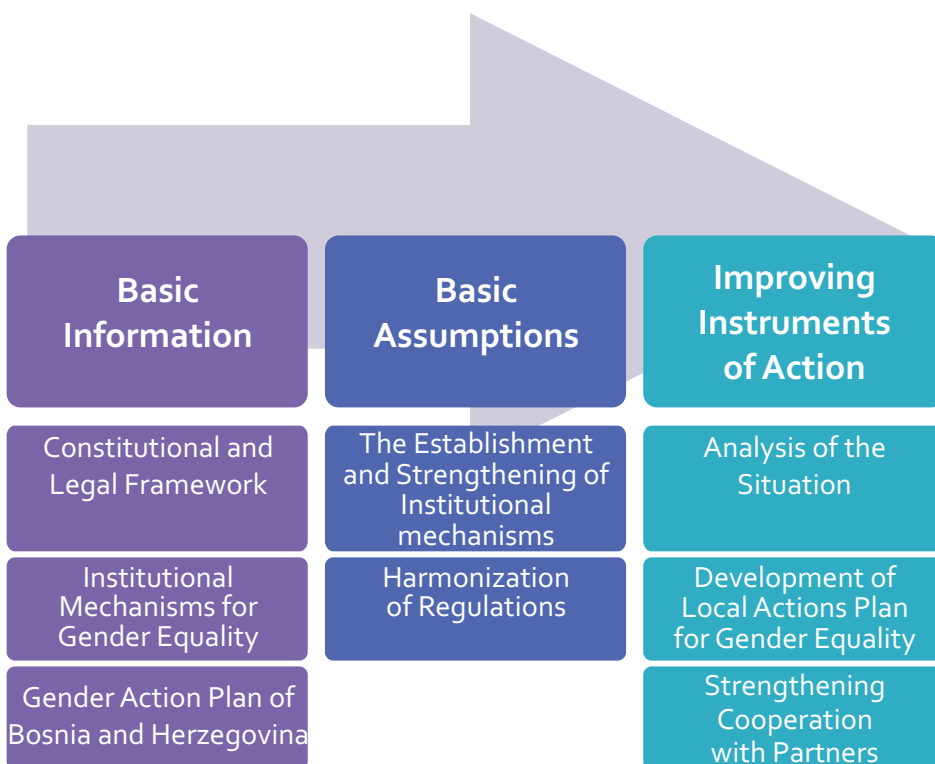 Basic
Information
Constitutional and
Legal Framework
Institutional
Mechanisms for
Gender Equality
Gender Action Plan of
Bosnia and Herzegovina
Basic
Assumptions
The Establishment
and Strengthening of
Institutional
mechanisms
Harmonization
of Regulations
Improving
Instruments
of Action
Analysis of the
Situation
Development of
Local Actions Plan
for Gender Equality
Strengthening
Cooperation
with Partners